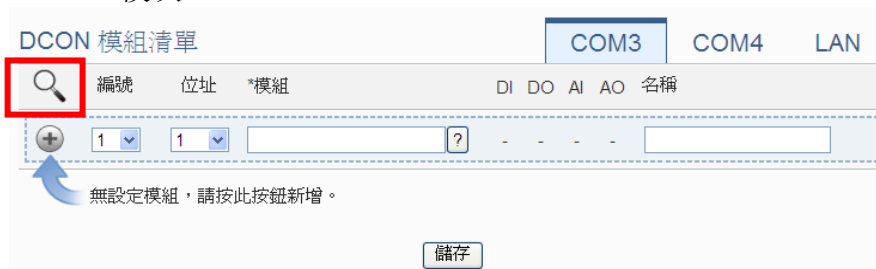 DCON 模組清單 COM3 COM4 LAN
編號 位址 *模組 DI DO AI AO 名稱
1 1 ? - - - -
無設定模組，請按此按鈕新增。
儲存